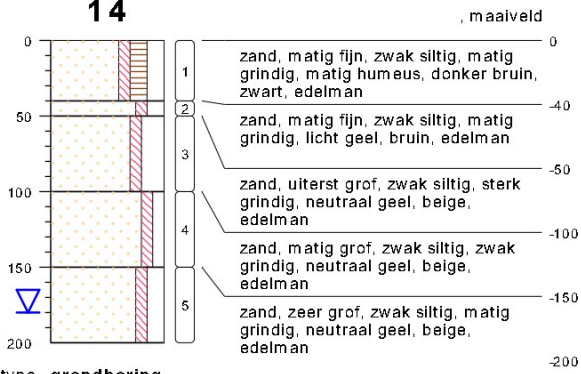 14
, maaiveld
0
0
zand, matig fijn, zwak siltig, matig
grindig, matig humeus, donker bruin,
zwart, edelman
1
-40
2
50
zand, matig fijn, zwak siltig, matig
grindig, licht geel, bruin, edelman
3
-50
zand, uiterst grof, zwak siltig, sterk
grindig, neutraal geel, beige,
edelman
100
-100
4
zand, matig grof, zwak siltig, zwak
grindig, neutraal geel, beige,
edelman
150
-150
5
zand, zeer grof, zwak siltig, matig
grindig, neutraal geel, beige,
edelman
200
-200
type grondboring